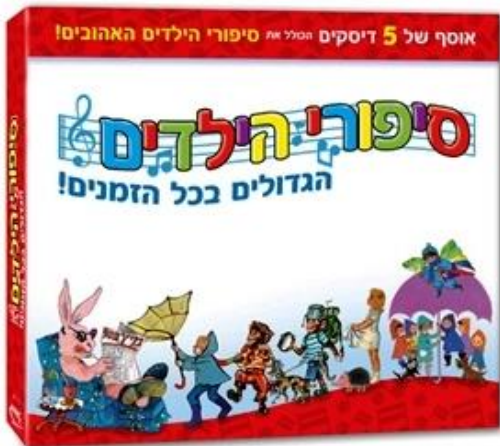 אוסף של 5 דיסקים הכולל את סיפורי הילדים האהובים!
סיפורי הילדים
הגדולים בכל הזמנים!